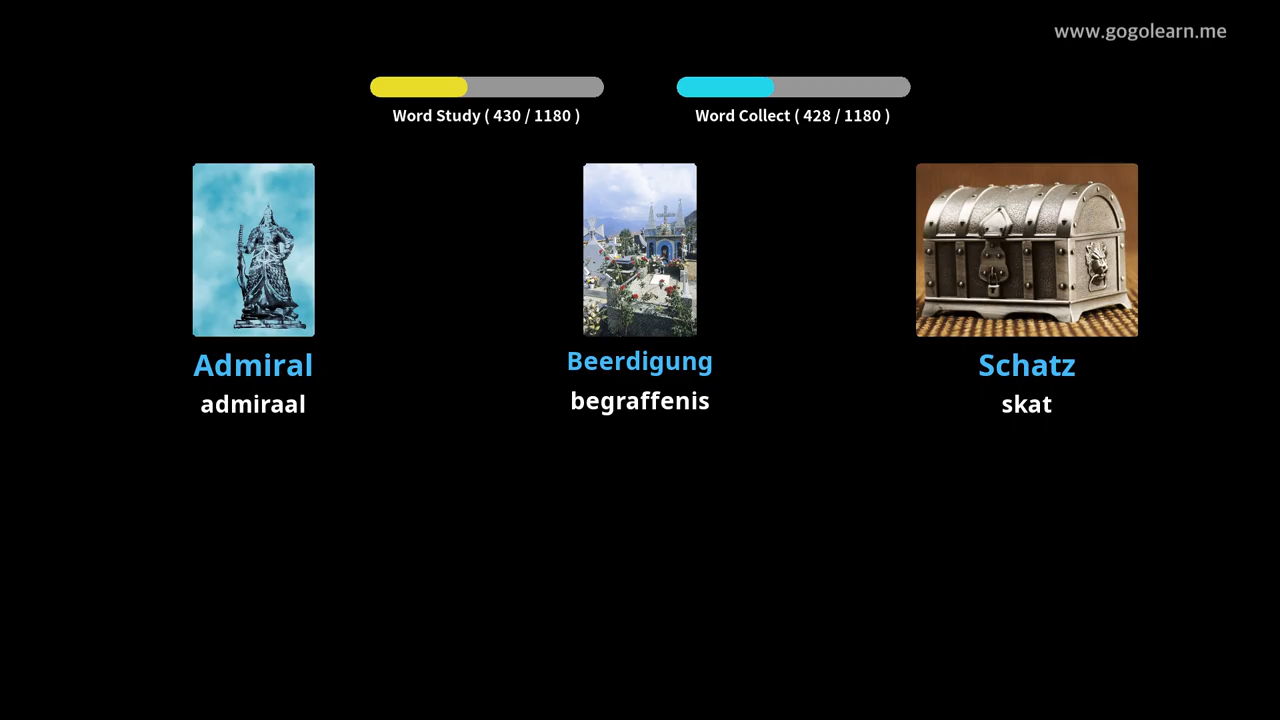 www.gogolearn.me
Word Study ( 430 / 1180 )
Word Collect ( 428 / 1180 )
Admiral
admiraal
Beerdigung
begraffenis
Schatz
skat